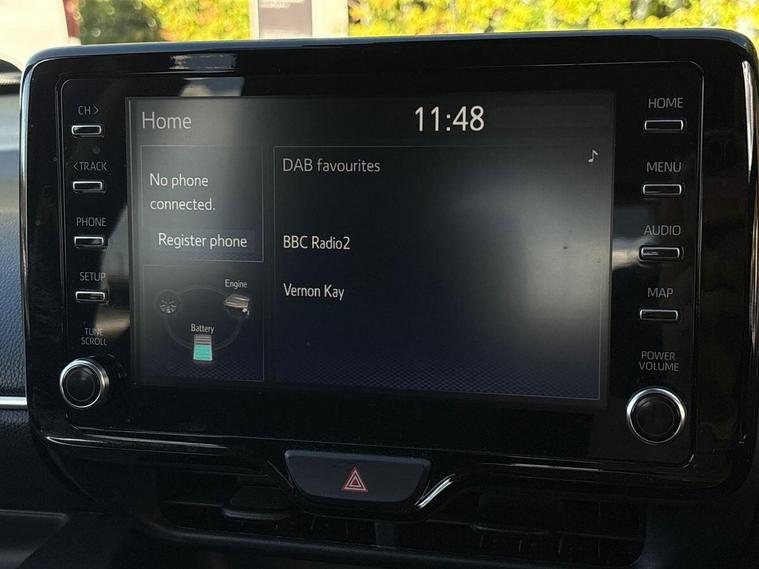 CH >
< TRACK
PHONE
SETUP
TUNE
SCROLL
Home
11:48
No phone
connected.
Register phone
Engine
Battery
DAB favourites
BBC Radio2
Vernon Kay
HOME
MENU
AUDIO
MAP
POWER
VOLUME